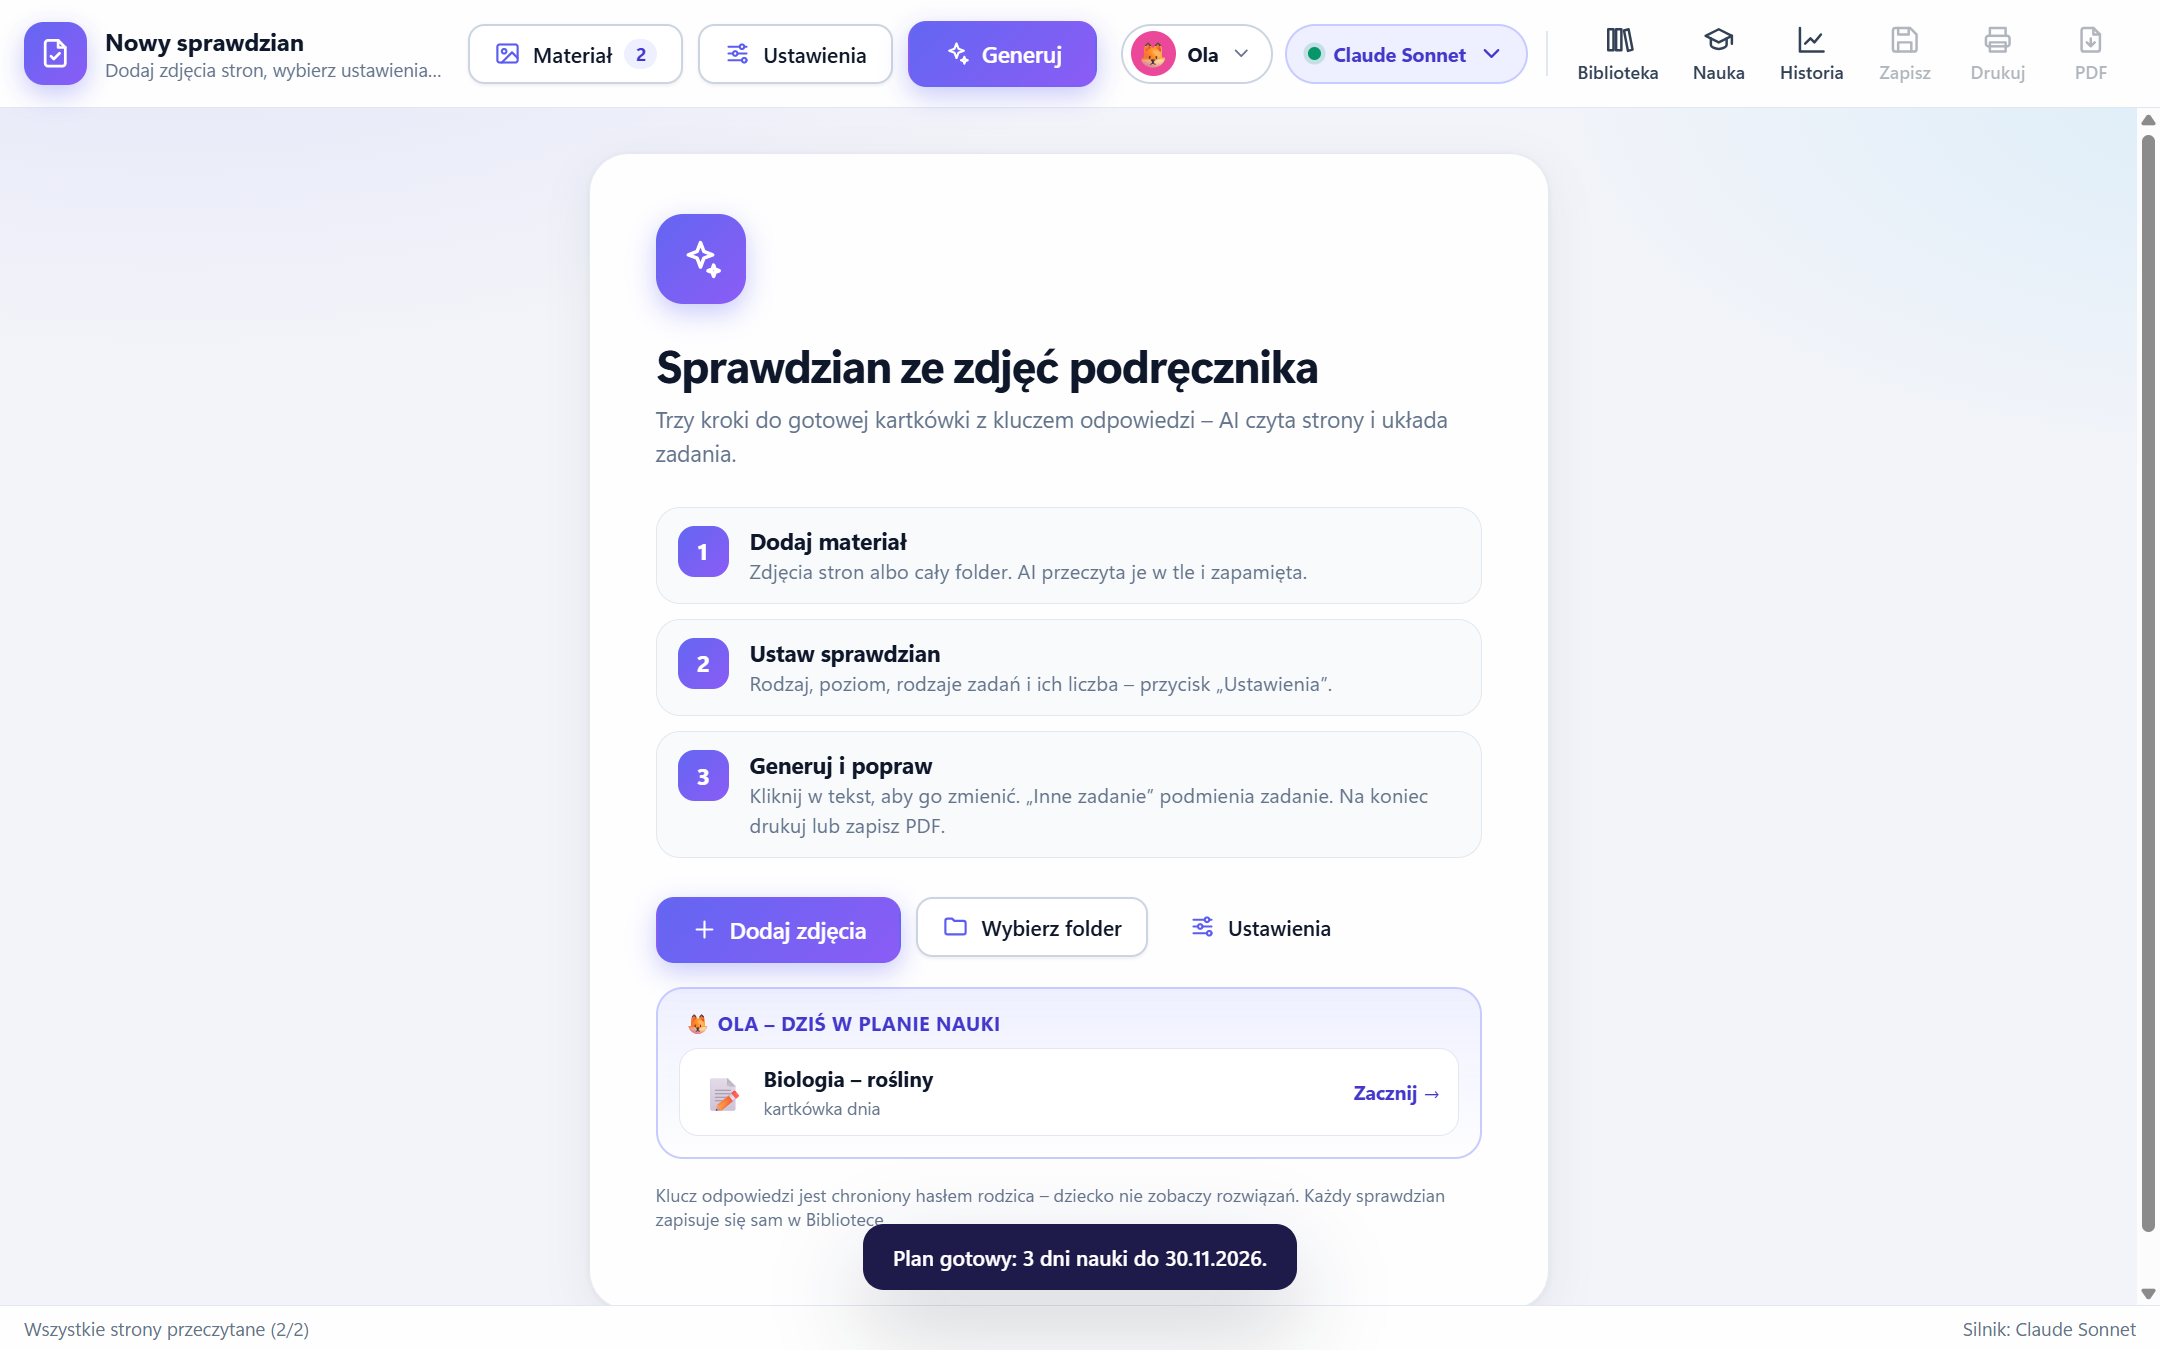 Nowy sprawdzian
Dodaj zdjęcia stron, wybierz ustawienia...
Materiał 2
Ustawienia
Generuj
Ola
Claude Sonnet
Biblioteka
Nauka
Historia
Zapisz
Drukuj
PDF
Sprawdzian ze zdjęć podręcznika
Trzy kroki do gotowej kartkówki z kluczem odpowiedzi – AI czyta strony i układa
zadania.
1
Dodaj materiał
Zdjęcia stron albo cały folder. AI przeczyta je w tle i zapamięta.
2
Ustaw sprawdzian
Rodzaj, poziom, rodzaje zadań i ich liczba – przycisk „Ustawienia”.
3
Generuj i popraw
Kliknij w tekst, aby go zmienić. „Inne zadanie” podmienia zadanie. Na koniec
drukuj lub zapisz PDF.
Dodaj zdjęcia
Wybierz folder
Ustawienia
OLA – DZIŚ W PLANIE NAUKI
Biologia – rośliny
kartkówka dnia
Zacznij →
Klucz odpowiedzi jest chroniony hasłem rodzica – dziecko nie zobaczy rozwiązań. Każdy sprawdzian
zapisuje się sam w Bibliotece
Plan gotowy: 3 dni nauki do 30.11.2026.
Wszystkie strony przeczytane (2/2)
Silnik: Claude Sonnet